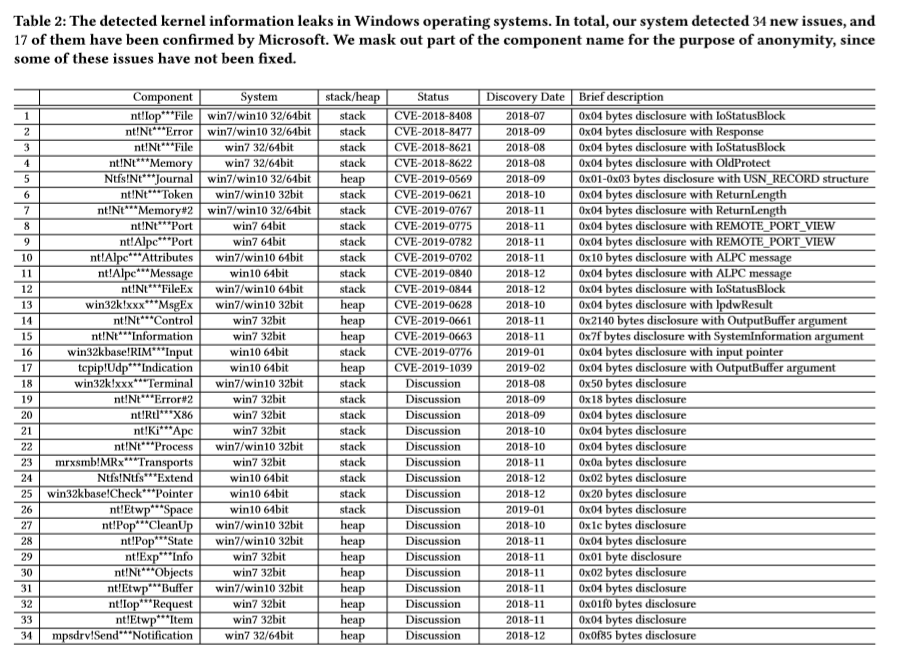 Table 2: The detected kernel information leaks in Windows operating systems. In total, our system detected 34 new issues, and
17 of them have been confirmed by Microsoft. We mask out part of the component name for the purpose of anonymity, since
some of these issues have not been fixed.
Component System stack/heap Status Discovery Date Brief description
1 nt!Iop***File win7/win10 32/64bit stack CVE-2018-8408 2018-07 0x04 bytes disclosure with IoStatusBlock
2 nt!Nt***Error win7/win10 32/64bit stack CVE-2018-8477 2018-09 0x04 bytes disclosure with Response
3 nt!Nt***File win7 32/64bit stack CVE-2018-8621 2018-08 0x04 bytes disclosure with IoStatusBlock
4 nt!Nt***Memory win7 32/64bit stack CVE-2018-8622 2018-08 0x04 bytes disclosure with OldProtect
5 Ntfs!Nt***Journal win7/win10 32/64bit heap CVE-2019-0569 2018-09 0x01-0x03 bytes disclosure with USN_RECORD structure
6 nt!Nt***Token win7/win10 32bit stack CVE-2019-0621 2018-10 0x04 bytes disclosure with ReturnLength
7 nt!Nt***Memory#2 win7/win10 32/64bit stack CVE-2019-0767 2018-11 0x04 bytes disclosure with ReturnLength
8 nt!Nt***Port win7 64bit stack CVE-2019-0775 2018-11 0x04 bytes disclosure with REMOTE_PORT_VIEW
9 nt!Alpc***Port win7 64bit stack CVE-2019-0782 2018-11 0x04 bytes disclosure with REMOTE_PORT_VIEW
10 nt!Alpc***Attributes win7/win10 64bit stack CVE-2019-0702 2018-11 0x10 bytes disclosure with ALPC message
11 nt!Alpc***Message win10 64bit stack CVE-2019-0840 2018-12 0x04 bytes disclosure with ALPC message
12 nt!Nt***FileEx win10 64bit stack CVE-2019-0844 2018-12 0x04 bytes disclosure with IoStatusBlock
13 win32k!xxx***MsgEx win7/win10 32bit heap CVE-2019-0628 2018-10 0x04 bytes disclosure with lpdwResult
14 nt!Nt***Control win7 32bit heap CVE-2019-0661 2018-11 0x2140 bytes disclosure with OutputBuffer argument
15 nt!Nt***Information win7 32bit heap CVE-2019-0663 2018-11 0x7f bytes disclosure with SystemInformation argument
16 win32kbase!RIM***Input win10 64bit stack CVE-2019-0776 2019-01 0x04 bytes disclosure with input pointer
17 tcpip!Udp***Indication win10 64bit heap CVE-2019-1039 2019-02 0x04 bytes disclosure with OutputBuffer argument
18 win32k!xxx***Terminal win7/win10 32bit stack Discussion 2018-08 0x50 bytes disclosure
19 nt!Nt***Error#2 win7 32bit stack Discussion 2018-09 0x18 bytes disclosure
20 nt!Rtl***X86 win7 32bit stack Discussion 2018-09 0x04 bytes disclosure
21 nt!Ki***Apc win7 32bit stack Discussion 2018-10 0x04 bytes disclosure
22 nt!Nt***Process win7/win10 32bit stack Discussion 2018-10 0x04 bytes disclosure
23 mrxsmb!MRx***Transports win7 32bit stack Discussion 2018-11 0x0a bytes disclosure
24 Ntfs!Ntfs***Extend win10 64bit stack Discussion 2018-12 0x02 bytes disclosure
25 win32kbase!Check***Pointer win10 64bit stack Discussion 2018-12 0x20 bytes disclosure
26 nt!Etwp***Space win10 64bit stack Discussion 2019-01 0x04 bytes disclosure
27 nt!Pop***CleanUp win7/win10 32bit heap Discussion 2018-10 0x1c bytes disclosure
28 nt!Pop***State win7/win10 32bit heap Discussion 2018-11 0x04 bytes disclosure
29 nt!Exp***Info win7 32bit heap Discussion 2018-11 0x01 byte disclosure
30 nt!Nt***Objects win7 32bit heap Discussion 2018-11 0x02 bytes disclosure
31 nt!Etwp***Buffer win7/win10 32bit heap Discussion 2018-11 0x04 bytes disclosure
32 nt!Iop***Request win7 32bit heap Discussion 2018-11 0x01f0 bytes disclosure
33 nt!Etwp***Item win7 32bit heap Discussion 2018-11 0x04 bytes disclosure
34 mpsdrv!Send***Notification win7 32/64bit heap Discussion 2018-12 0x0f85 bytes disclosure